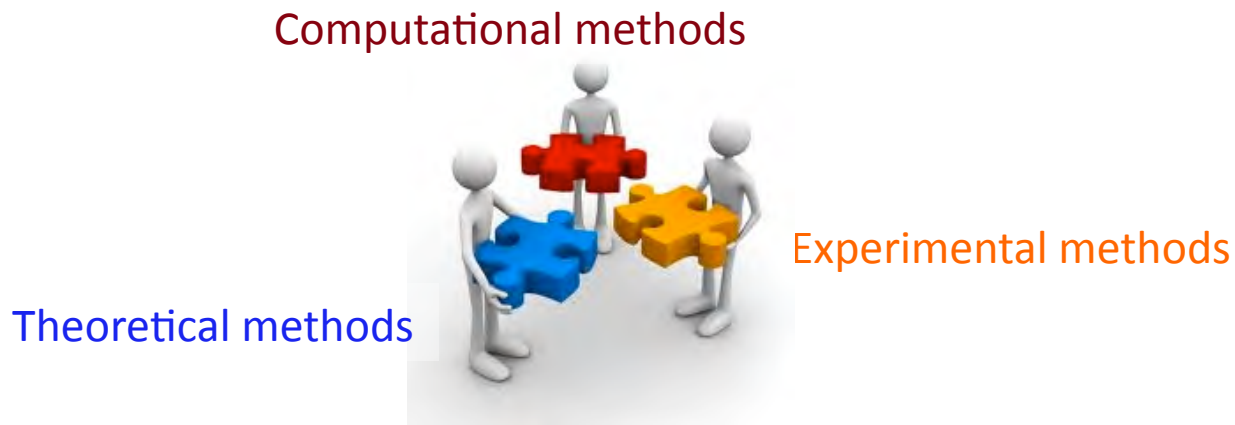 Computational methods
Experimental methods
Theoretical methods